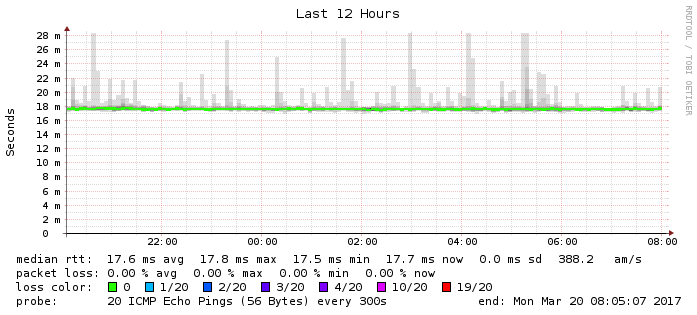 Last 12 Hours
RRDTOOL / TOBI OETIKER
Seconds
28 m
26 m
24 m
22 m
20 m
18 m
16 m
14 m
12 m
10 m
8 m
6 m
4 m
2 m
0
22:00 00:00 02:00 04:00 06:00 08:00
median rtt: 17.6 ms avg 17.8 ms max 17.5 ms min 17.7 ms now 0.0 ms sd 388.2 am/s
packet loss: 0.00 % avg 0.00 % max 0.00 % min 0.00 % now
loss color: 0 1/20 2/20 3/20 4/20 10/20 19/20
probe: 20 ICMP Echo Pings (56 Bytes) every 300s end: Mon Mar 20 08:05:07 2017